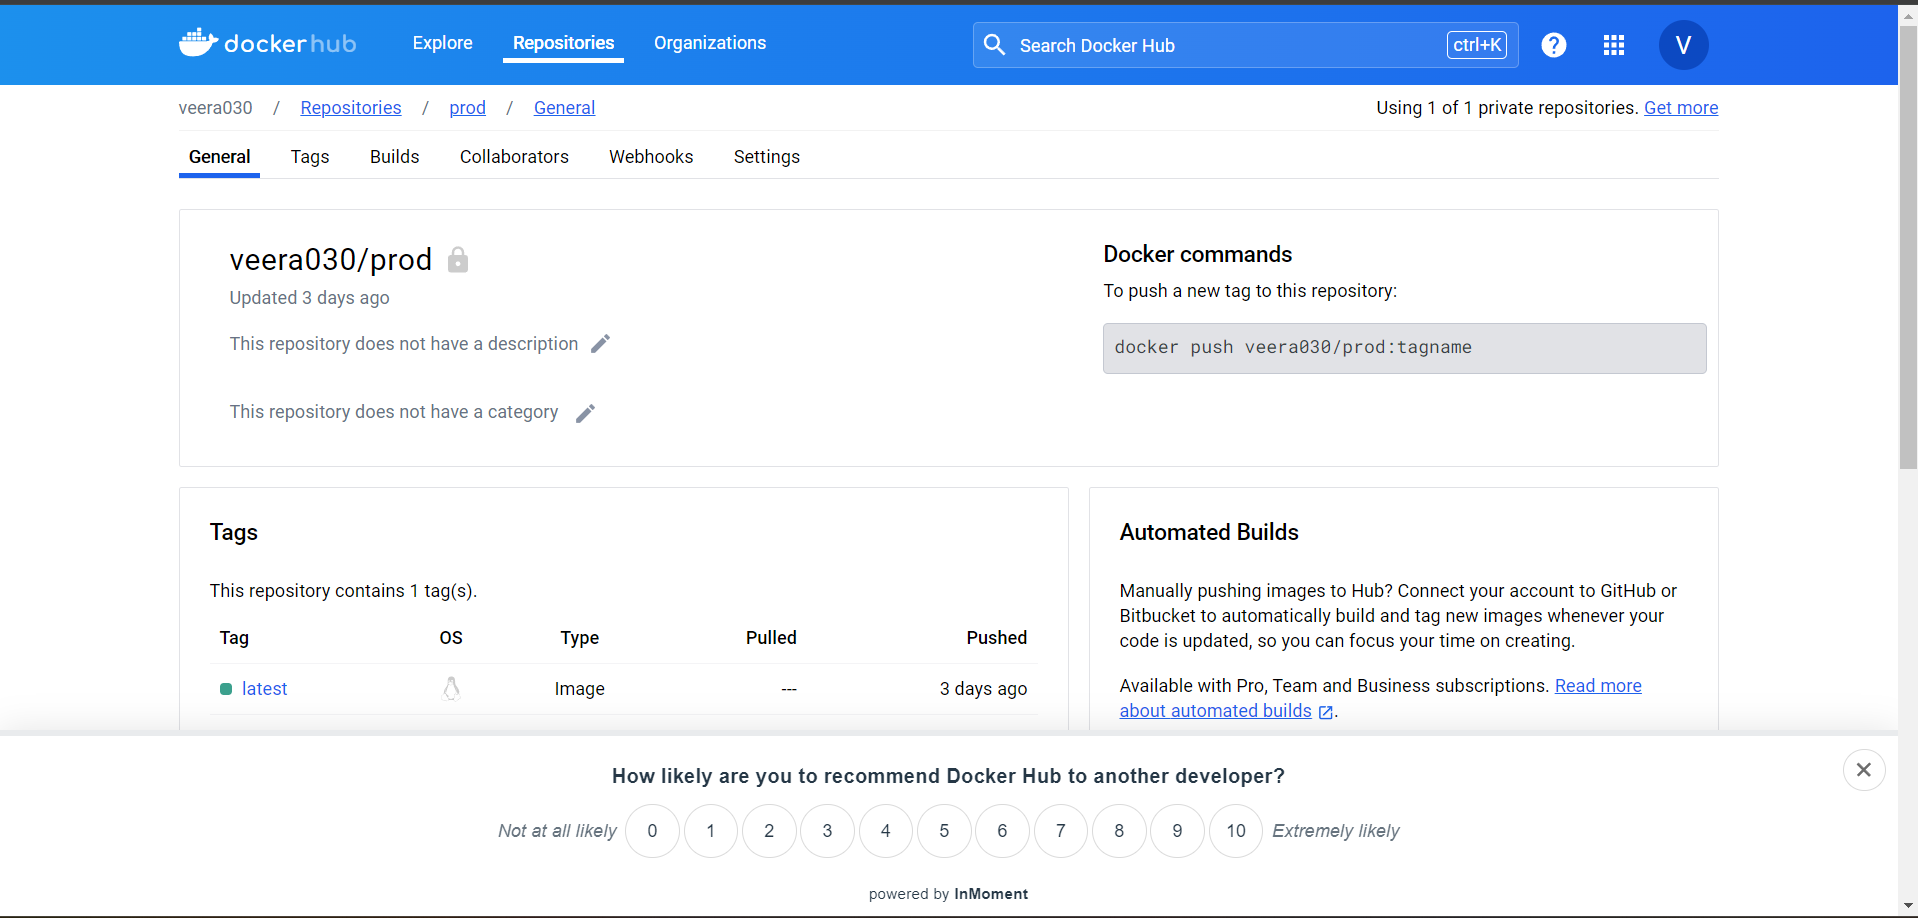 dockerhub Explore Repositories Organizations Search Docker Hub ctrl+K ? V
veera030 / Repositories / prod / General Using 1 of 1 private repositories. Get more
General Tags Builds Collaborators Webhooks Settings
veera030/prod
Updated 3 days ago
This repository does not have a description
This repository does not have a category
Docker commands
To push a new tag to this repository:
docker push veera030/prod:tagname
Tags
This repository contains 1 tag(s).
Tag OS Type Pulled Pushed
latest Image --- 3 days ago
Automated Builds
Manually pushing images to Hub? Connect your account to GitHub or
Bitbucket to automatically build and tag new images whenever your
code is updated, so you can focus your time on creating.
Available with Pro, Team and Business subscriptions. Read more
about automated builds .
How likely are you to recommend Docker Hub to another developer?
Not at all likely 0 1 2 3 4 5 6 7 8 9 10 Extremely likely
powered by InMoment